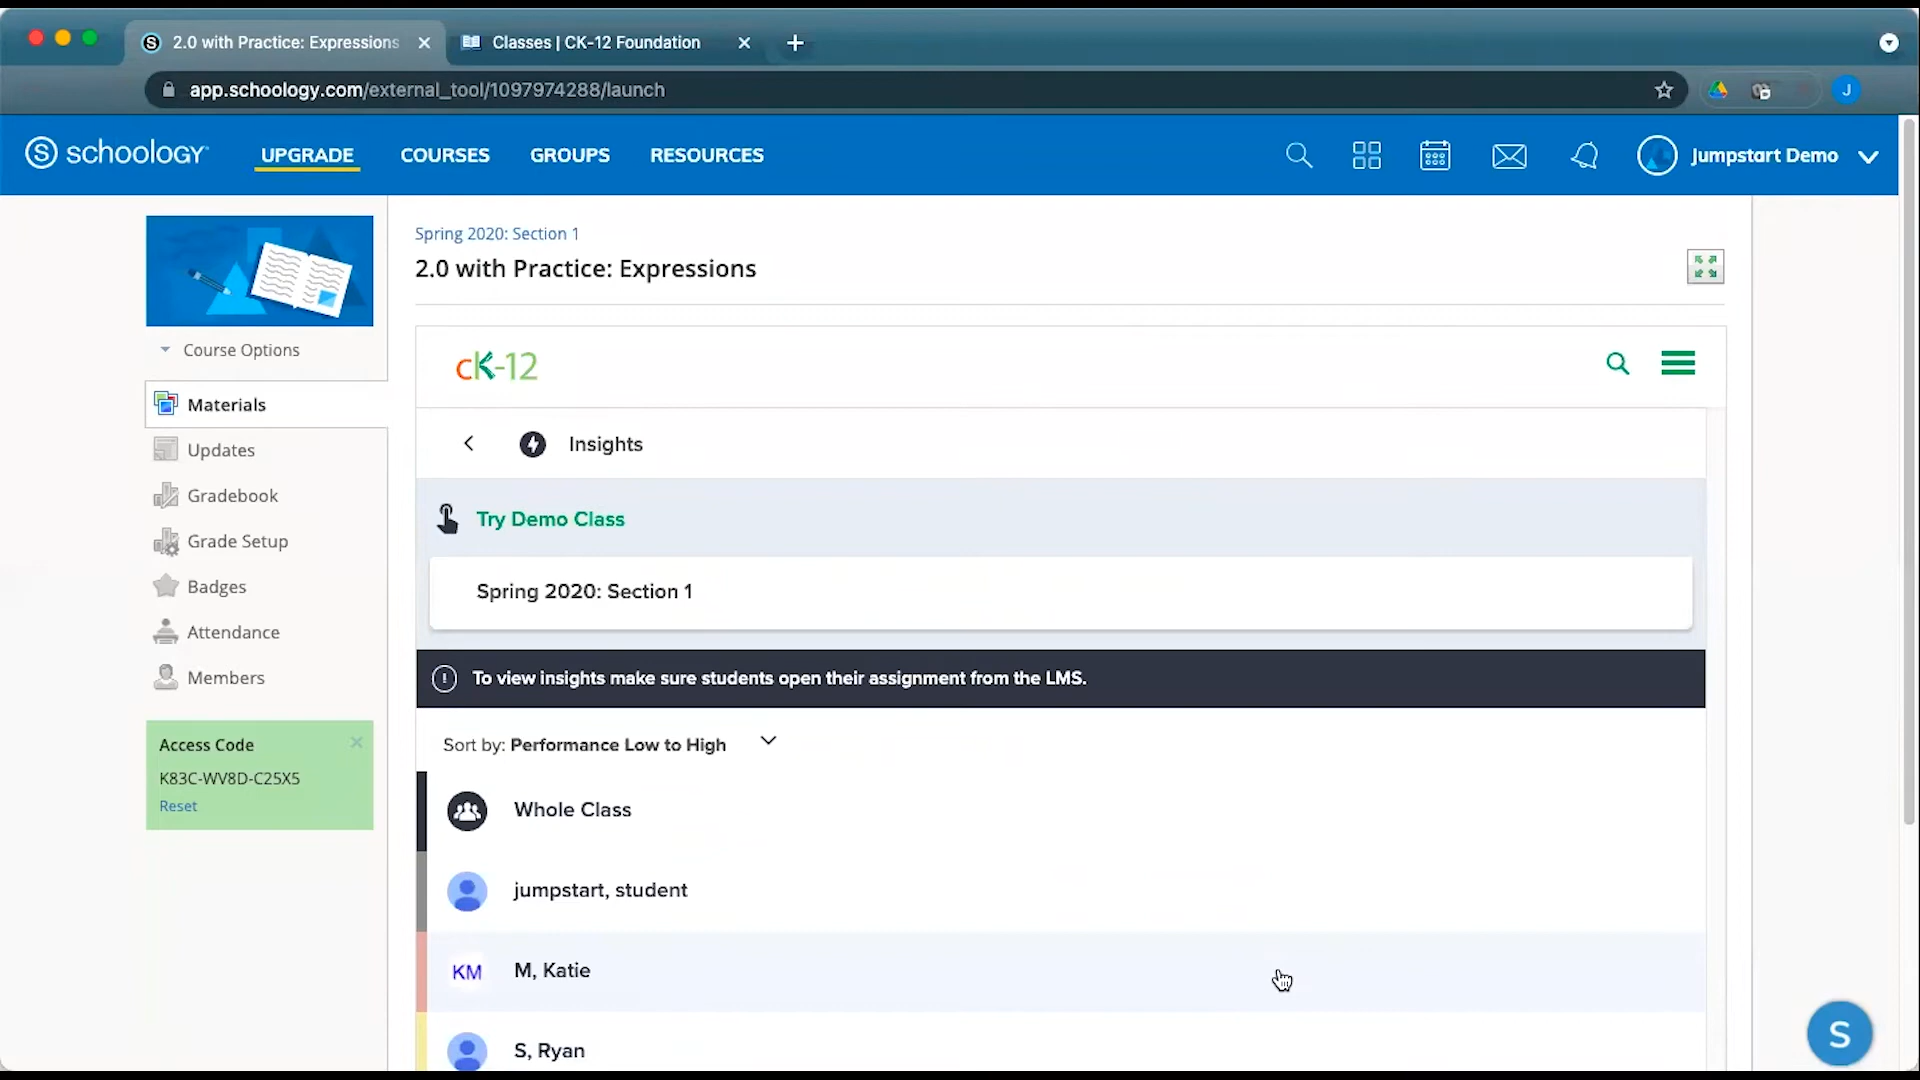 2.0 with Practice: Expressions
Classes | CK-12 Foundation
app.schoology.com/external_tool/1097974288/launch
J
S schoology
UPGRADE
COURSES
GROUPS
RESOURCES
Jumpstart Demo
Spring 2020: Section 1
2.0 with Practice: Expressions
Course Options
Materials
Updates
Gradebook
Grade Setup
Badges
Attendance
Members
Access Code
K83C-WV8D-C25X5
Reset
cK-12
Insights
Try Demo Class
Spring 2020: Section 1
To view insights make sure students open their assignment from the LMS.
Sort by: Performance Low to High
Whole Class
jumpstart, student
KM M, Katie
S, Ryan
S